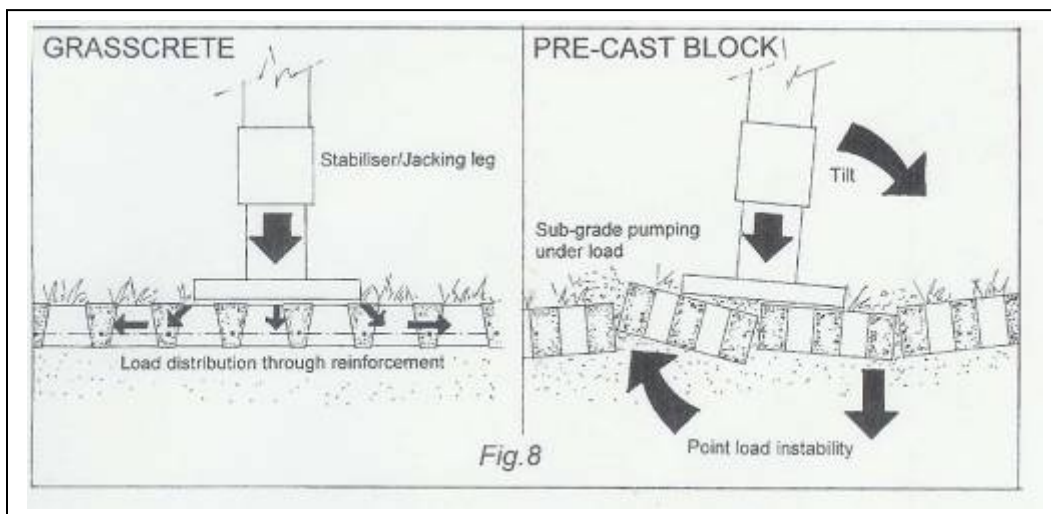 GRASSCRETE
Stabiliser/Jacking leg
Load distribution through reinforcement
PRE-CAST BLOCK
Tilt
Sub-grade pumping
under load
Point load instability
Fig.8